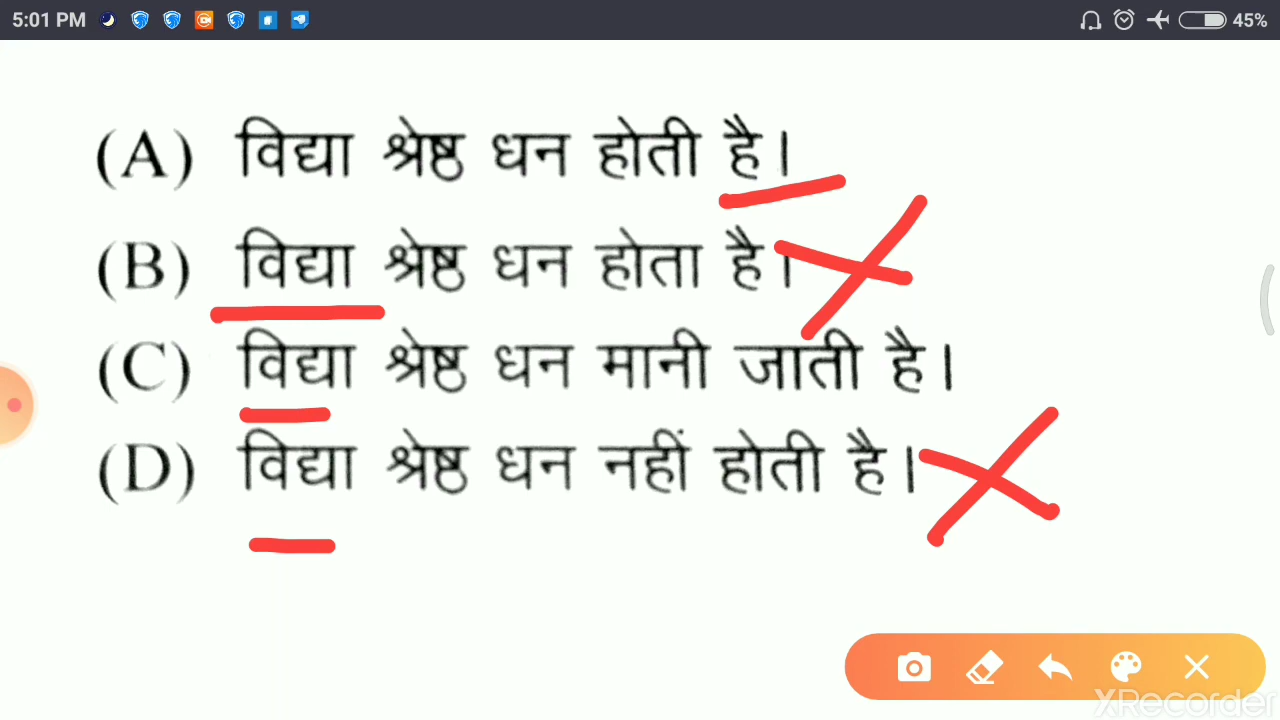 5:01 PM 45%
(A) विद्या श्रेष्ठ धन होती है।
(B) विद्या श्रेष्ठ धन होता है।
(C) विद्या श्रेष्ठ धन मानी जाती है।
(D) विद्या श्रेष्ठ धन नहीं होती है।
XRecorder